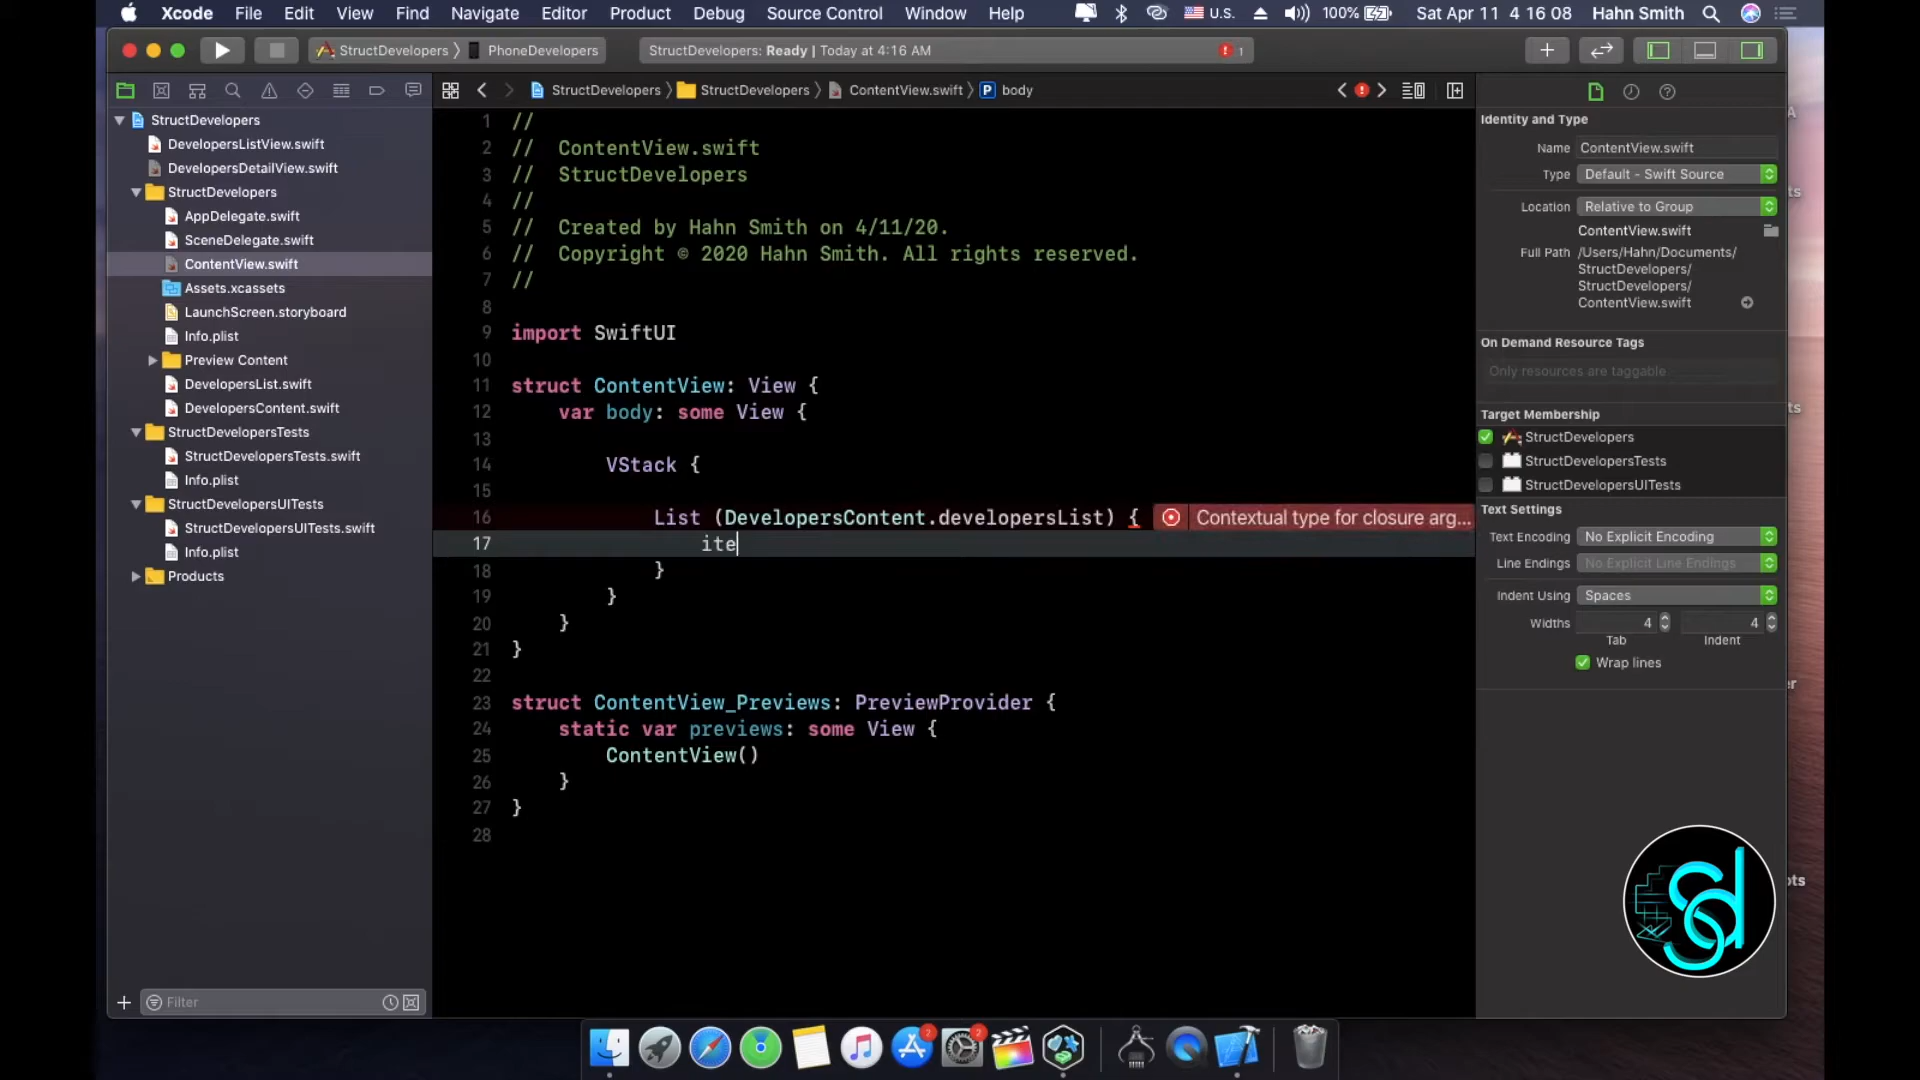 Xcode File Edit View Find Navigate Editor Product Debug Source Control Window Help U.S. 100% Sat Apr 11 4 16 08 Hahn Smith
StructDevelopers PhoneDevelopers StructDevelopers: Ready | Today at 4:16 AM 1
StructDevelopers StructDevelopers ContentView.swift P body
StructDevelopers
DevelopersListView.swift
DevelopersDetailView.swift
StructDevelopers
AppDelegate.swift
SceneDelegate.swift
ContentView.swift
Assets.xcassets
LaunchScreen.storyboard
Info.plist
Preview Content
DevelopersList.swift
DevelopersContent.swift
StructDevelopersTests
StructDevelopersTests.swift
Info.plist
StructDevelopersUITests
StructDevelopersUITests.swift
Info.plist
Products
Filter
1 //
2 //  ContentView.swift
3 //  StructDevelopers
4 //
5 //  Created by Hahn Smith on 4/11/20.
6 //  Copyright © 2020 Hahn Smith. All rights reserved.
7 //
8
9 import SwiftUI
10
11 struct ContentView: View {
12     var body: some View {
13
14         VStack {
15
16             List (DevelopersContent.developersList) { Contextual type for closure arg...
17                 ite
18             }
19         }
20     }
21 }
22
23 struct ContentView_Previews: PreviewProvider {
24     static var previews: some View {
25         ContentView()
26     }
27 }
28
Identity and Type
Name ContentView.swift
Type Default - Swift Source
Location Relative to Group
ContentView.swift
Full Path /Users/Hahn/Documents/
StructDevelopers/
StructDevelopers/
ContentView.swift
On Demand Resource Tags
Only resources are taggable
Target Membership
StructDevelopers
StructDevelopersTests
StructDevelopersUITests
Text Settings
Text Encoding No Explicit Encoding
Line Endings No Explicit Line Endings
Indent Using Spaces
Widths 4 4
Tab Indent
Wrap lines
sd
2 2